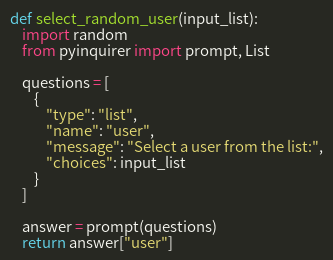 def select_random_user(input_list):
    import random
    from pyinquirer import prompt, List

    questions = [
        {
            "type": "list",
            "name": "user",
            "message": "Select a user from the list:",
            "choices": input_list
        }
    ]

    answer = prompt(questions)
    return answer["user"]